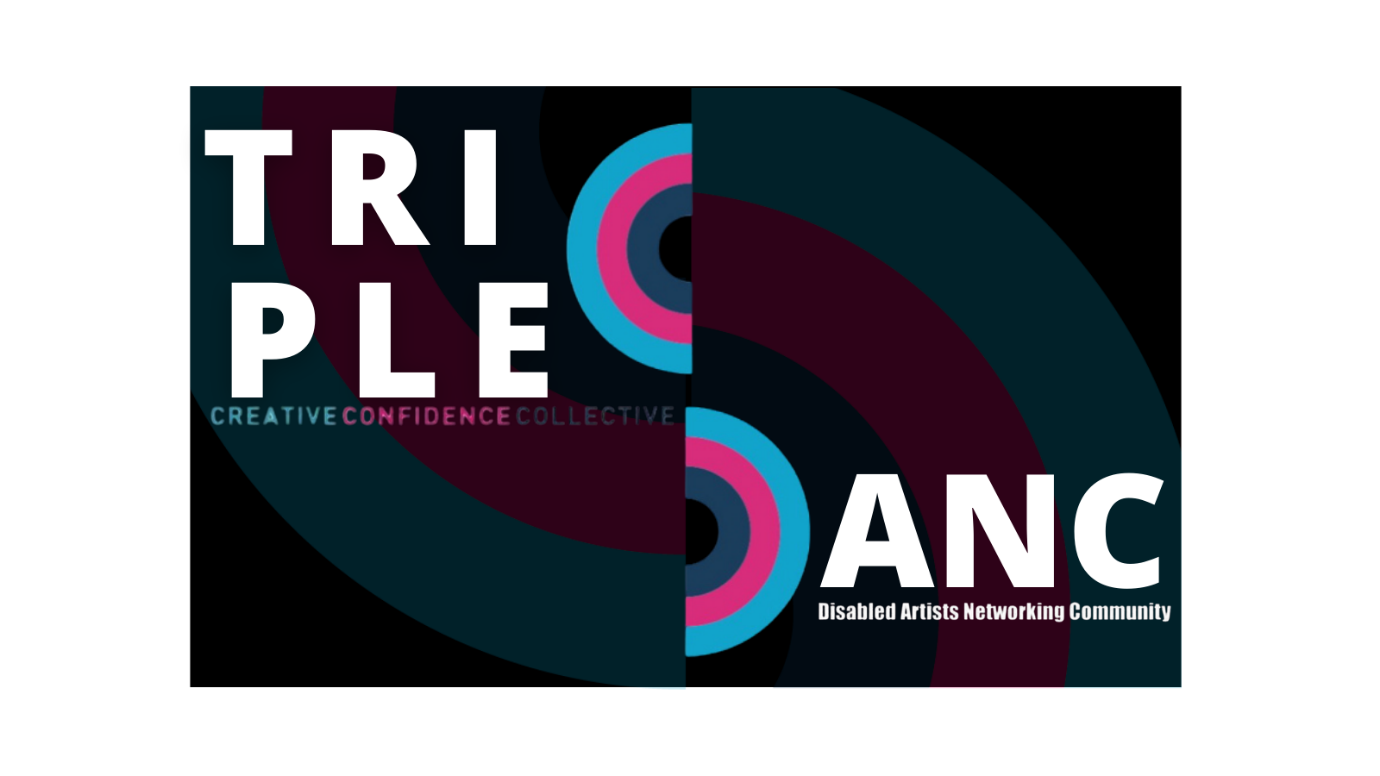 TRI
PLE
CREATIVECONFIDENCECOLLECTIVE
ANC
Disabled Artists Networking Community